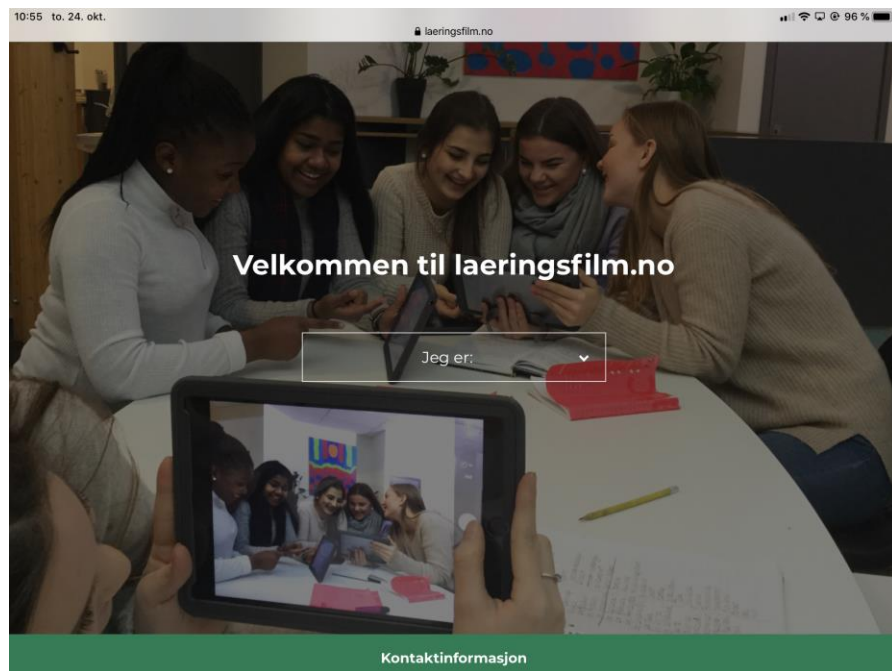 10:55 to. 24. okt.
96 %
laeringsfilm.no
Velkommen til laeringsfilm.no
Jeg er:
Kontaktinformasjon